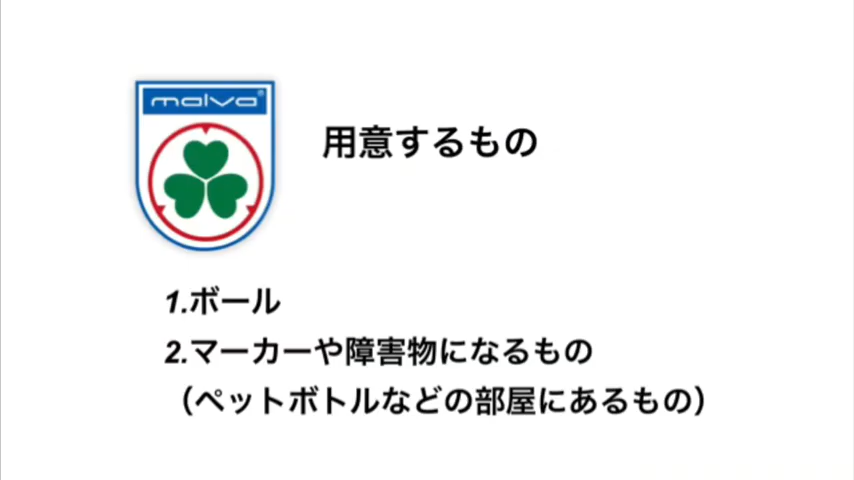 malva®
用意するもの
1.ボール
2.マーカーや障害物になるもの
（ペットボトルなどの部屋にあるもの）